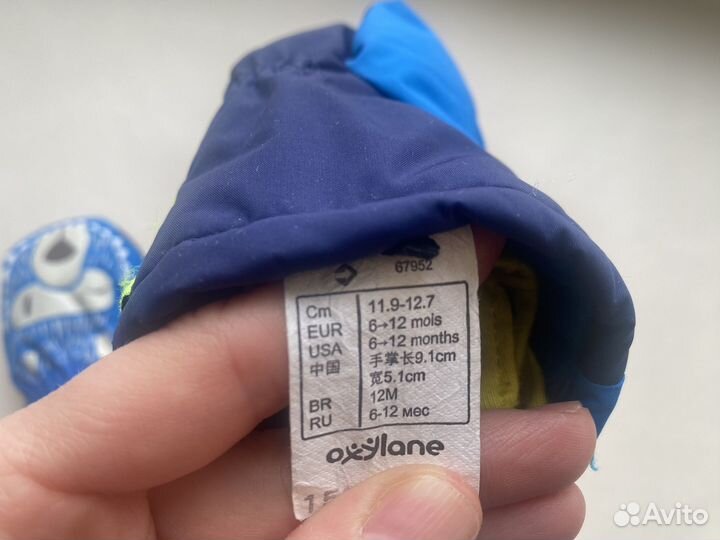 67952
Cm 11.9-12.7
EUR 6→12 mois
USA 6→12 months
中国 手掌长9.1cm
宽5.1cm
BR 12M
RU 6-12 мес
oxylane
Avito